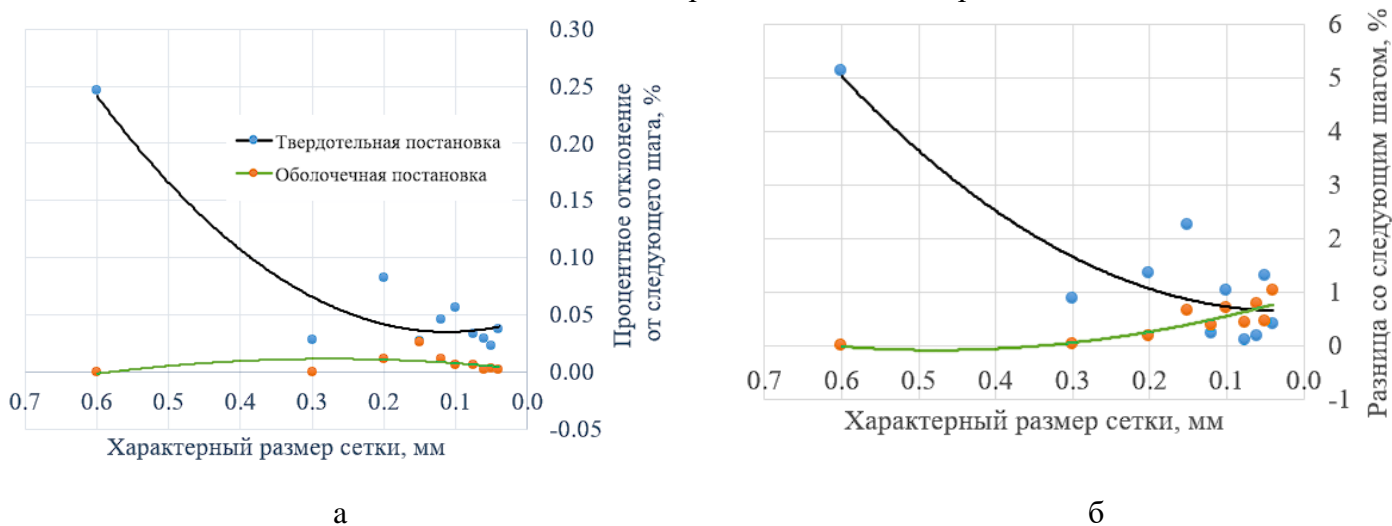 0.30
0.25
0.20
0.15
0.10
0.05
0.00
-0.05
Процентное отклонение
от следующего шага, %
Твердотельная постановка
Оболочечная постановка
0.7 0.6 0.5 0.4 0.3 0.2 0.1 0.0
Характерный размер сетки, мм
а
6
5
4
3
2
1
0
-1
Разница со следующим шагом, %
0.7 0.6 0.5 0.4 0.3 0.2 0.1 0.0
Характерный размер сетки, мм
б